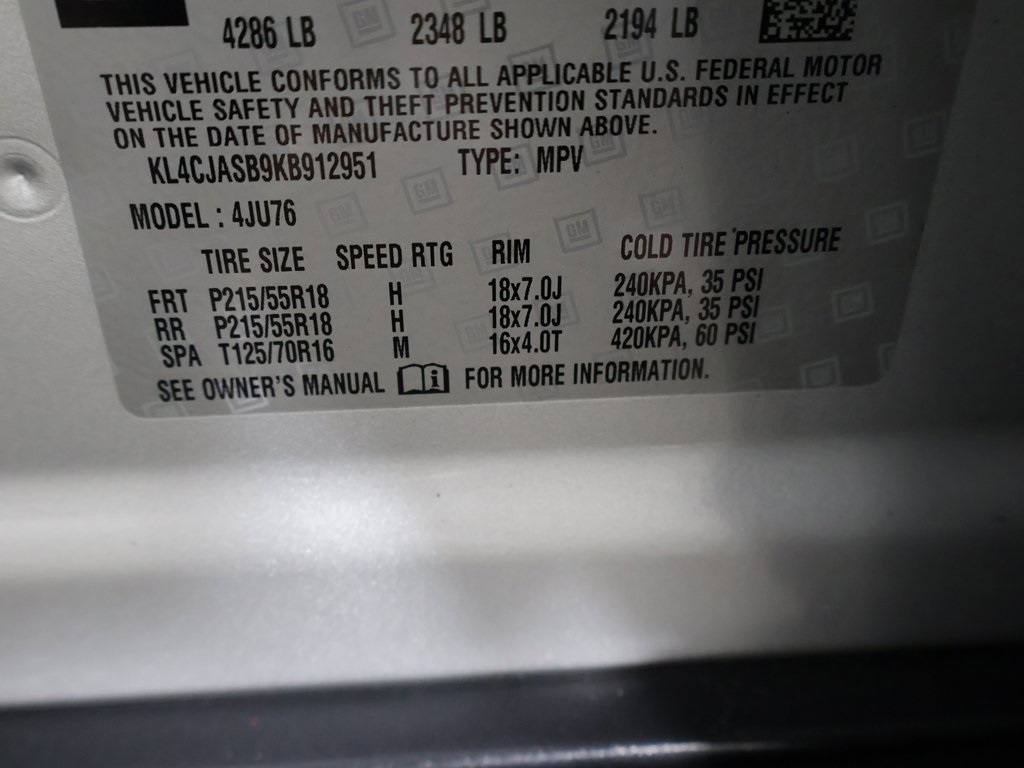 4286 LB 2348 LB 2194 LB
THIS VEHICLE CONFORMS TO ALL APPLICABLE U.S. FEDERAL MOTOR
VEHICLE SAFETY AND THEFT PREVENTION STANDARDS IN EFFECT
ON THE DATE OF MANUFACTURE SHOWN ABOVE.
KL4CJASB9KB912951 TYPE: MPV
MODEL : 4JU76
TIRE SIZE SPEED RTG RIM COLD TIRE PRESSURE
FRT P215/55R18 H 18x7.0J 240KPA, 35 PSI
RR P215/55R18 H 18x7.0J 240KPA, 35 PSI
SPA T125/70R16 M 16x4.0T 420KPA, 60 PSI
SEE OWNER'S MANUAL i FOR MORE INFORMATION.